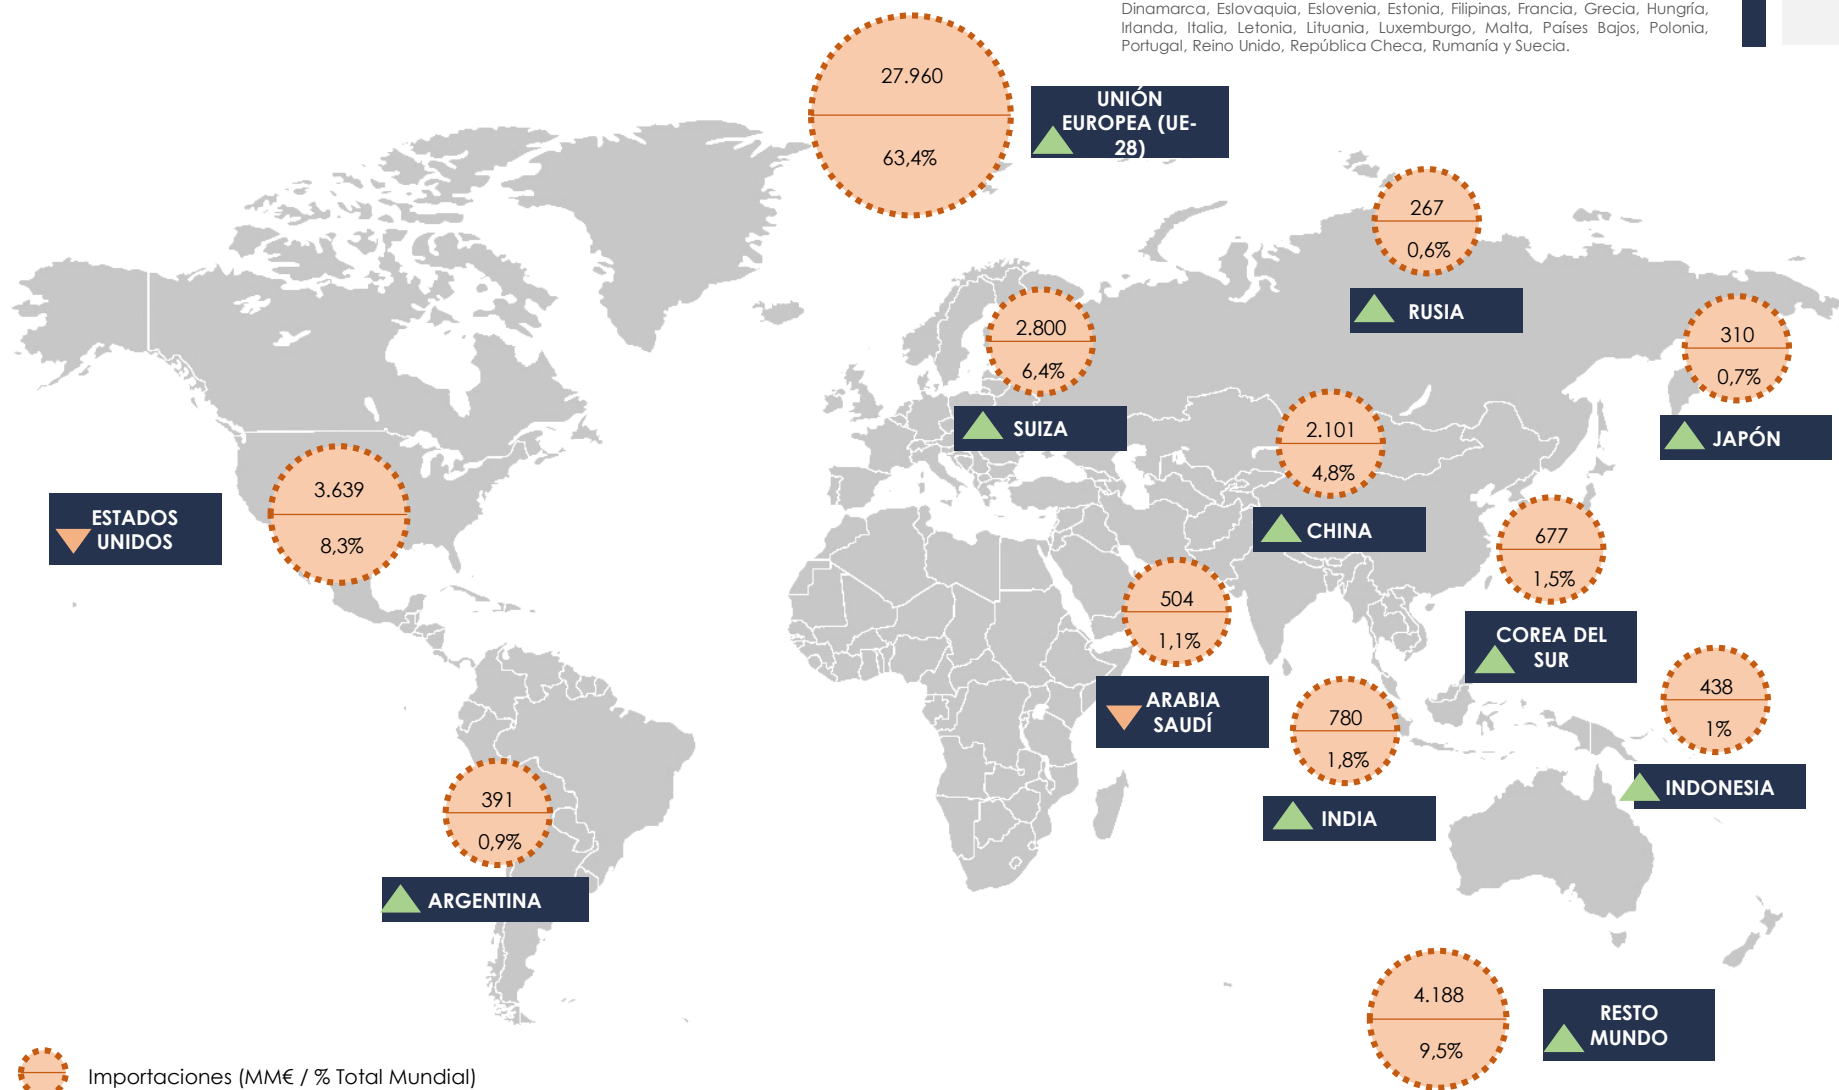 Dinamarca, Eslovaquia, Eslovenia, Estonia, Filipinas, Francia, Grecia, Hungría,
Irlanda, Italia, Letonia, Lituania, Luxemburgo, Malta, Países Bajos, Polonia,
Portugal, Reino Unido, República Checa, Rumanía y Suecia.
27.960
63,4%
UNIÓN
EUROPEA (UE-
28)
267
0,6%
RUSIA
2.800
6,4%
SUIZA
310
0,7%
JAPÓN
2.101
4,8%
CHINA
3.639
8,3%
ESTADOS
UNIDOS
677
1,5%
COREA DEL
SUR
504
1,1%
ARABIA
SAUDÍ
780
1,8%
INDIA
438
1%
INDONESIA
391
0,9%
ARGENTINA
4.188
9,5%
RESTO
MUNDO
Importaciones (MM€ / % Total Mundial)